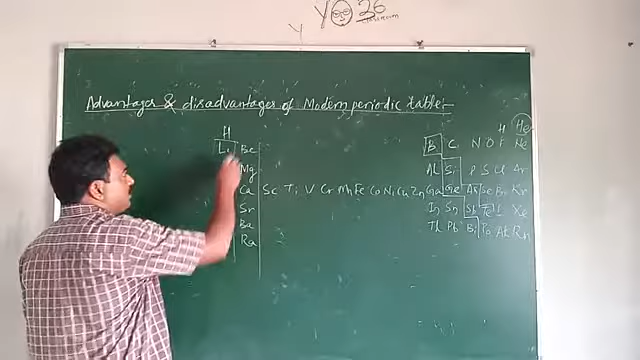 Advantages & disadvantages of Modern periodic table:-
H H He
Li Be B C N O F Ne
Mg Al Si P S Cl Ar
Ca Sc Ti V Cr Mn Fe Co Ni Cu Zn Ga Ge As Se Br Kr
Sr In Sn Sb Te I Xe
Ba Th Pb Bi Po At Rn
Ra